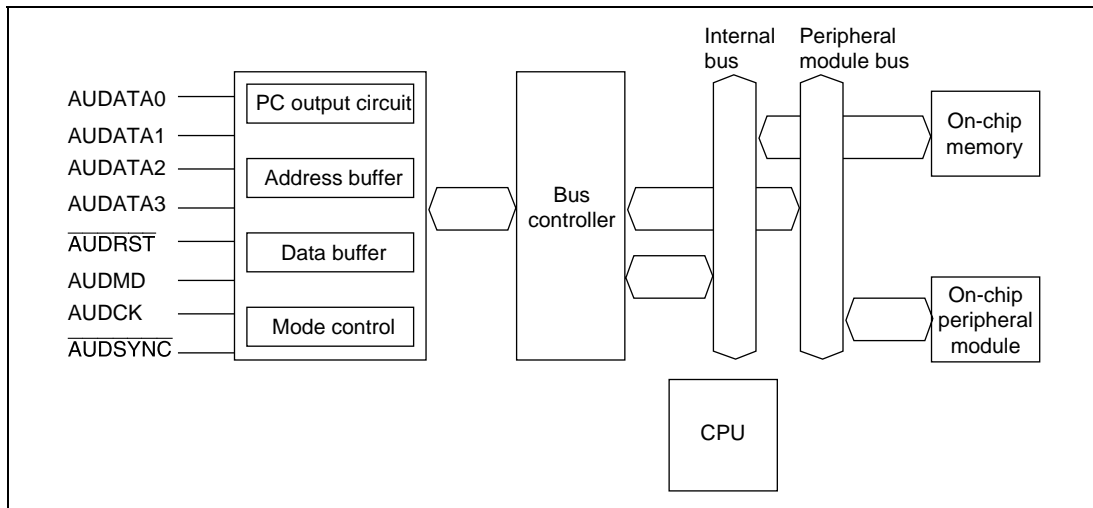 Internal
bus
Peripheral
module bus
AUDATA0
AUDATA1
AUDATA2
AUDATA3
AUDRST
AUDMD
AUDCK
AUDSYNC
PC output circuit
Address buffer
Data buffer
Mode control
Bus
controller
On-chip
memory
On-chip
peripheral
module
CPU